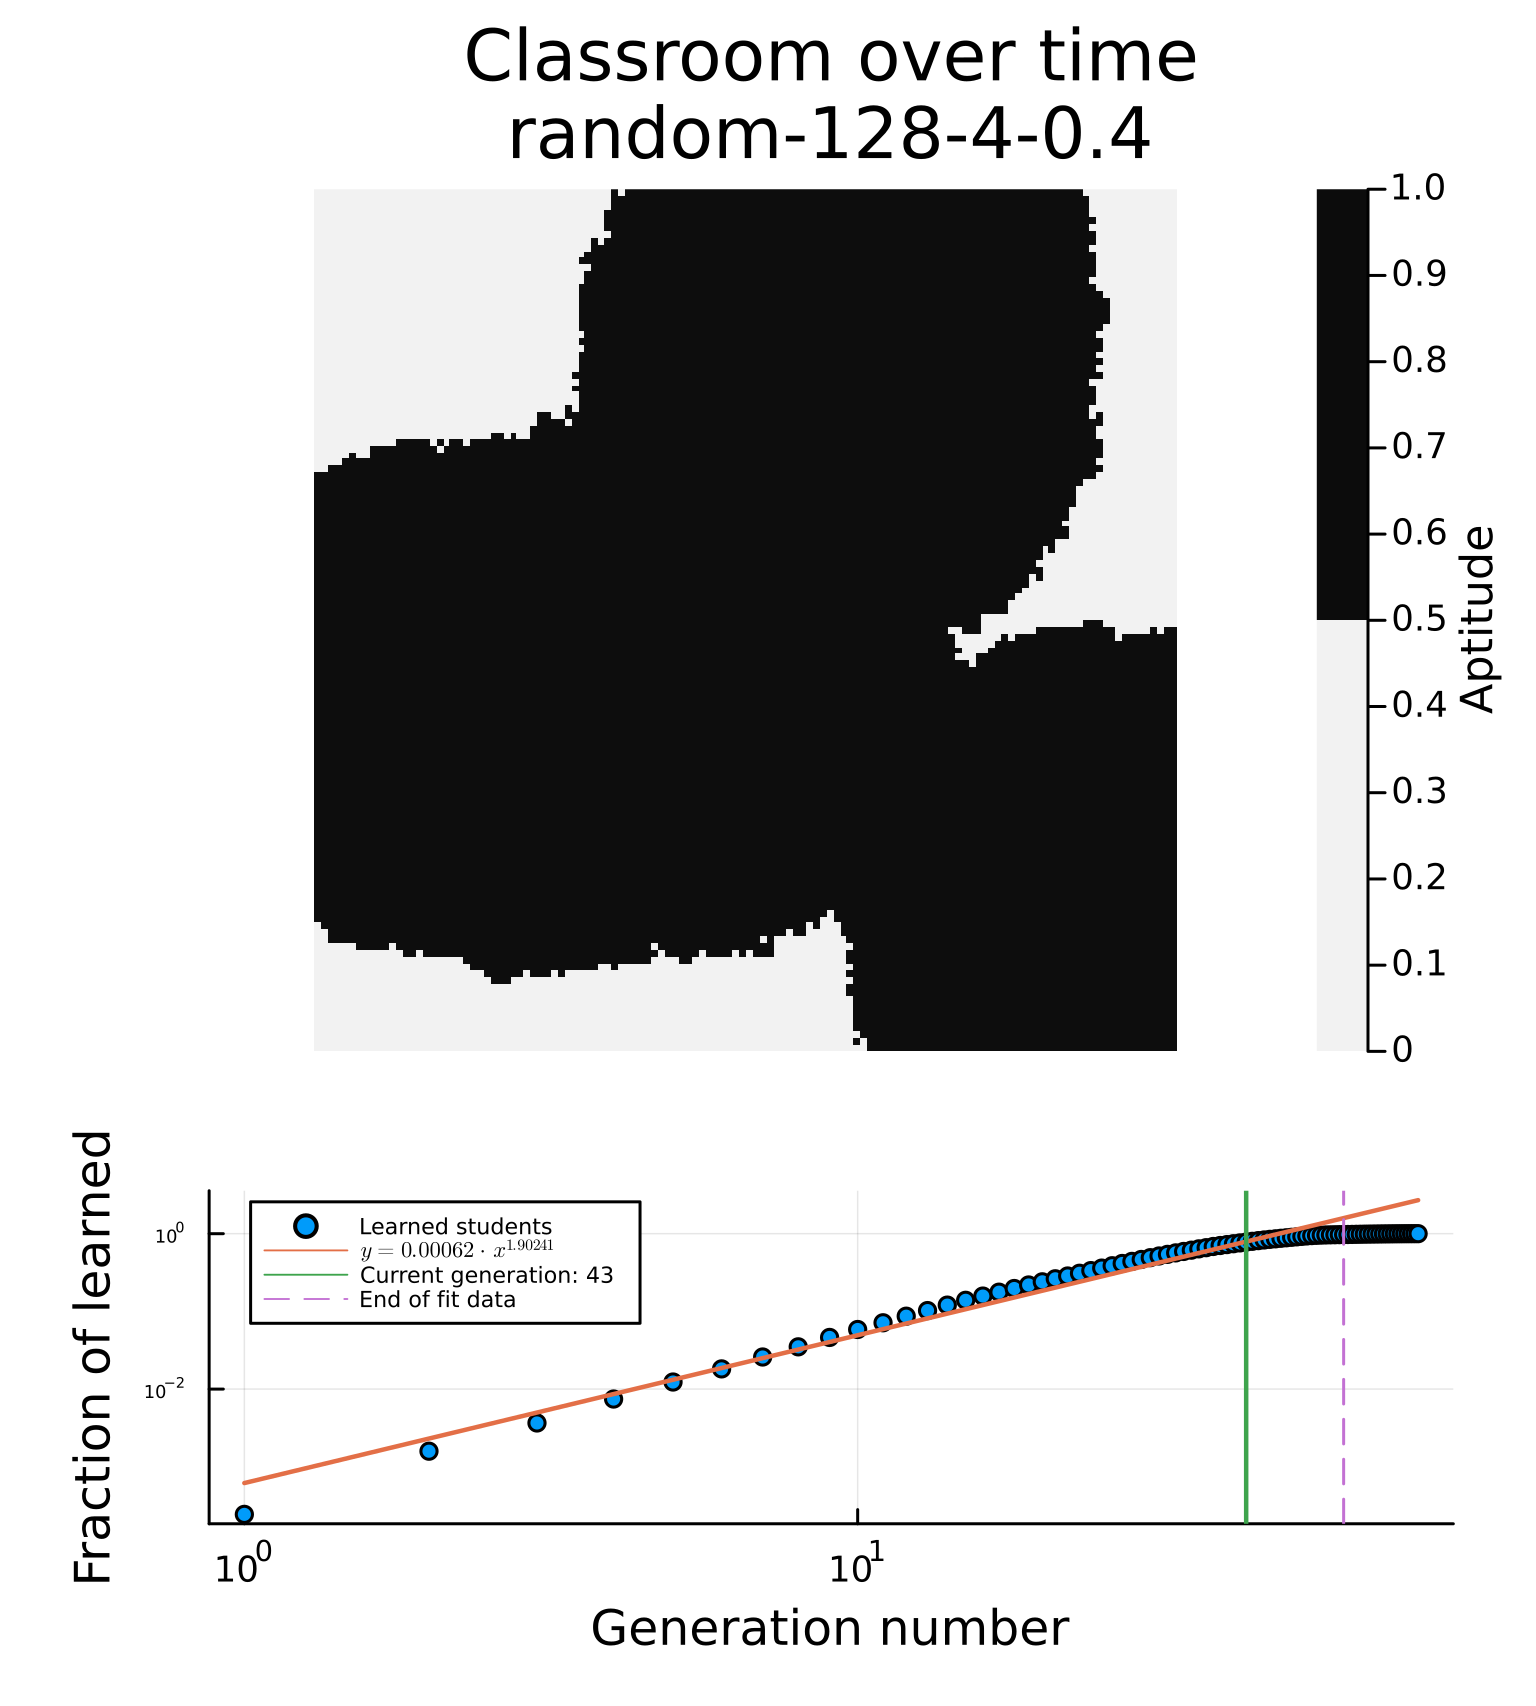 Classroom over time
random-128-4-0.4
1.0
0.9
0.8
0.7
0.6
0.5
0.4
0.3
0.2
0.1
0
Aptitude
Fraction of learned
10⁰
10⁻²
Learned students
y = 0.00062 · x^1.90241
Current generation: 43
End of fit data
10⁰
10¹
Generation number